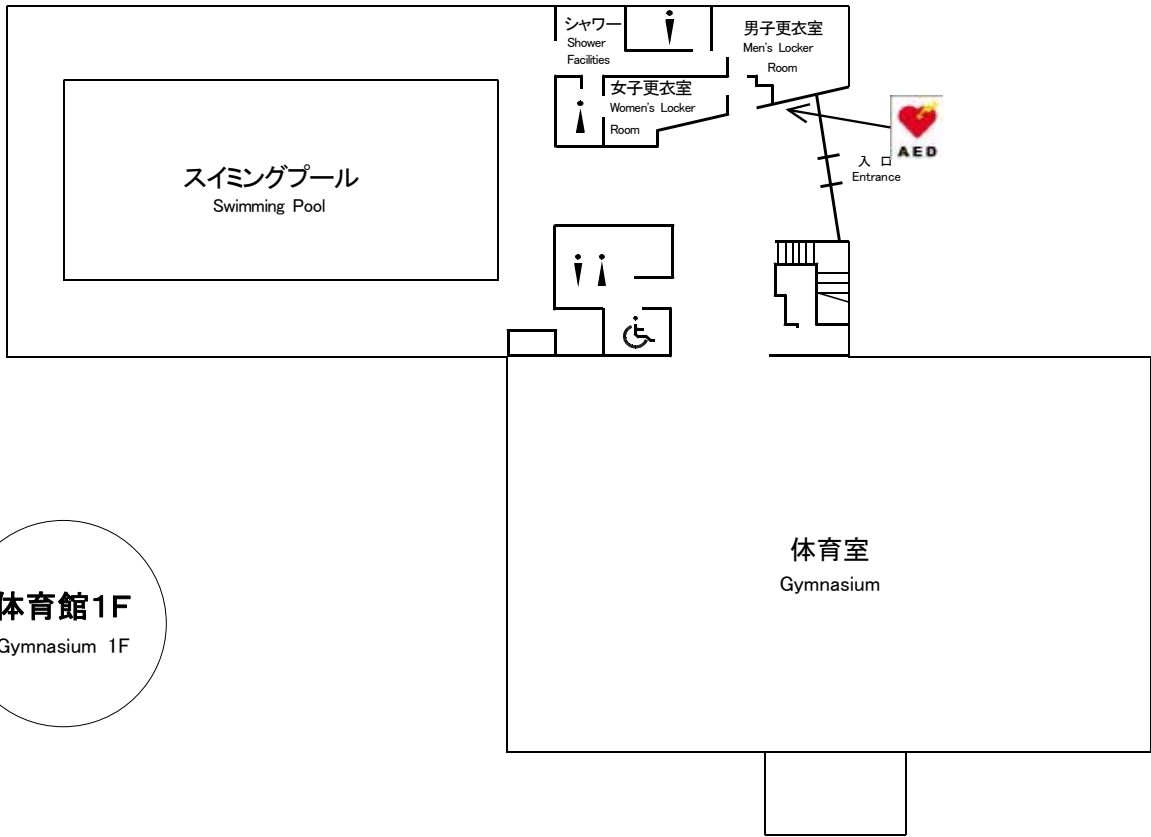 シャワー
Shower
Facilities
男子更衣室
Men's Locker
Room
女子更衣室
Women's Locker
Room
スイミングプール
Swimming Pool
AED
入 口
Entrance
体育室
Gymnasium
体育館1F
Gymnasium 1F